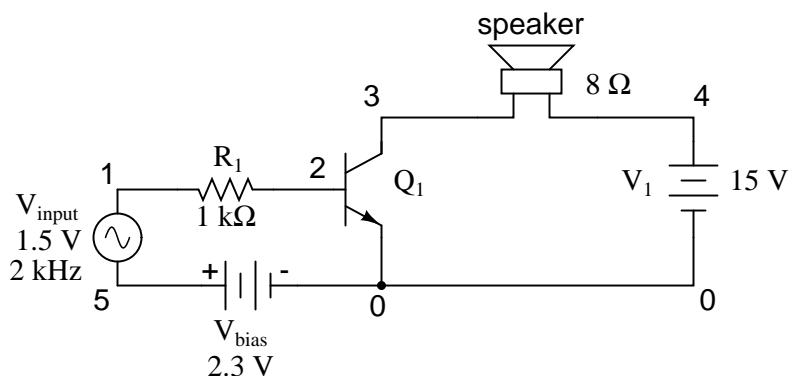 speaker
8 Ω
3
4
1
R1
2
Q1
V1
15 V
Vinput
1.5 V
2 kHz
1 kΩ
+
-
5
0
0
Vbias
2.3 V